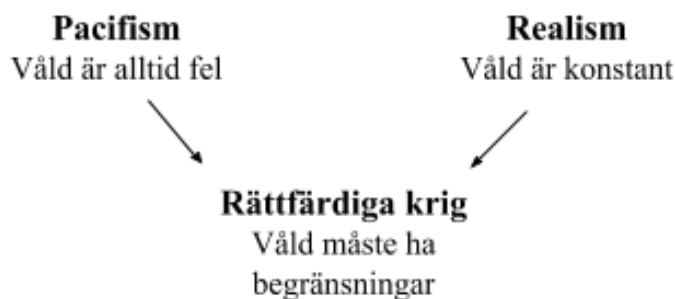 Pacifism
Våld är alltid fel
Realism
Våld är konstant
Rättfärdiga krig
Våld måste ha
begränsningar